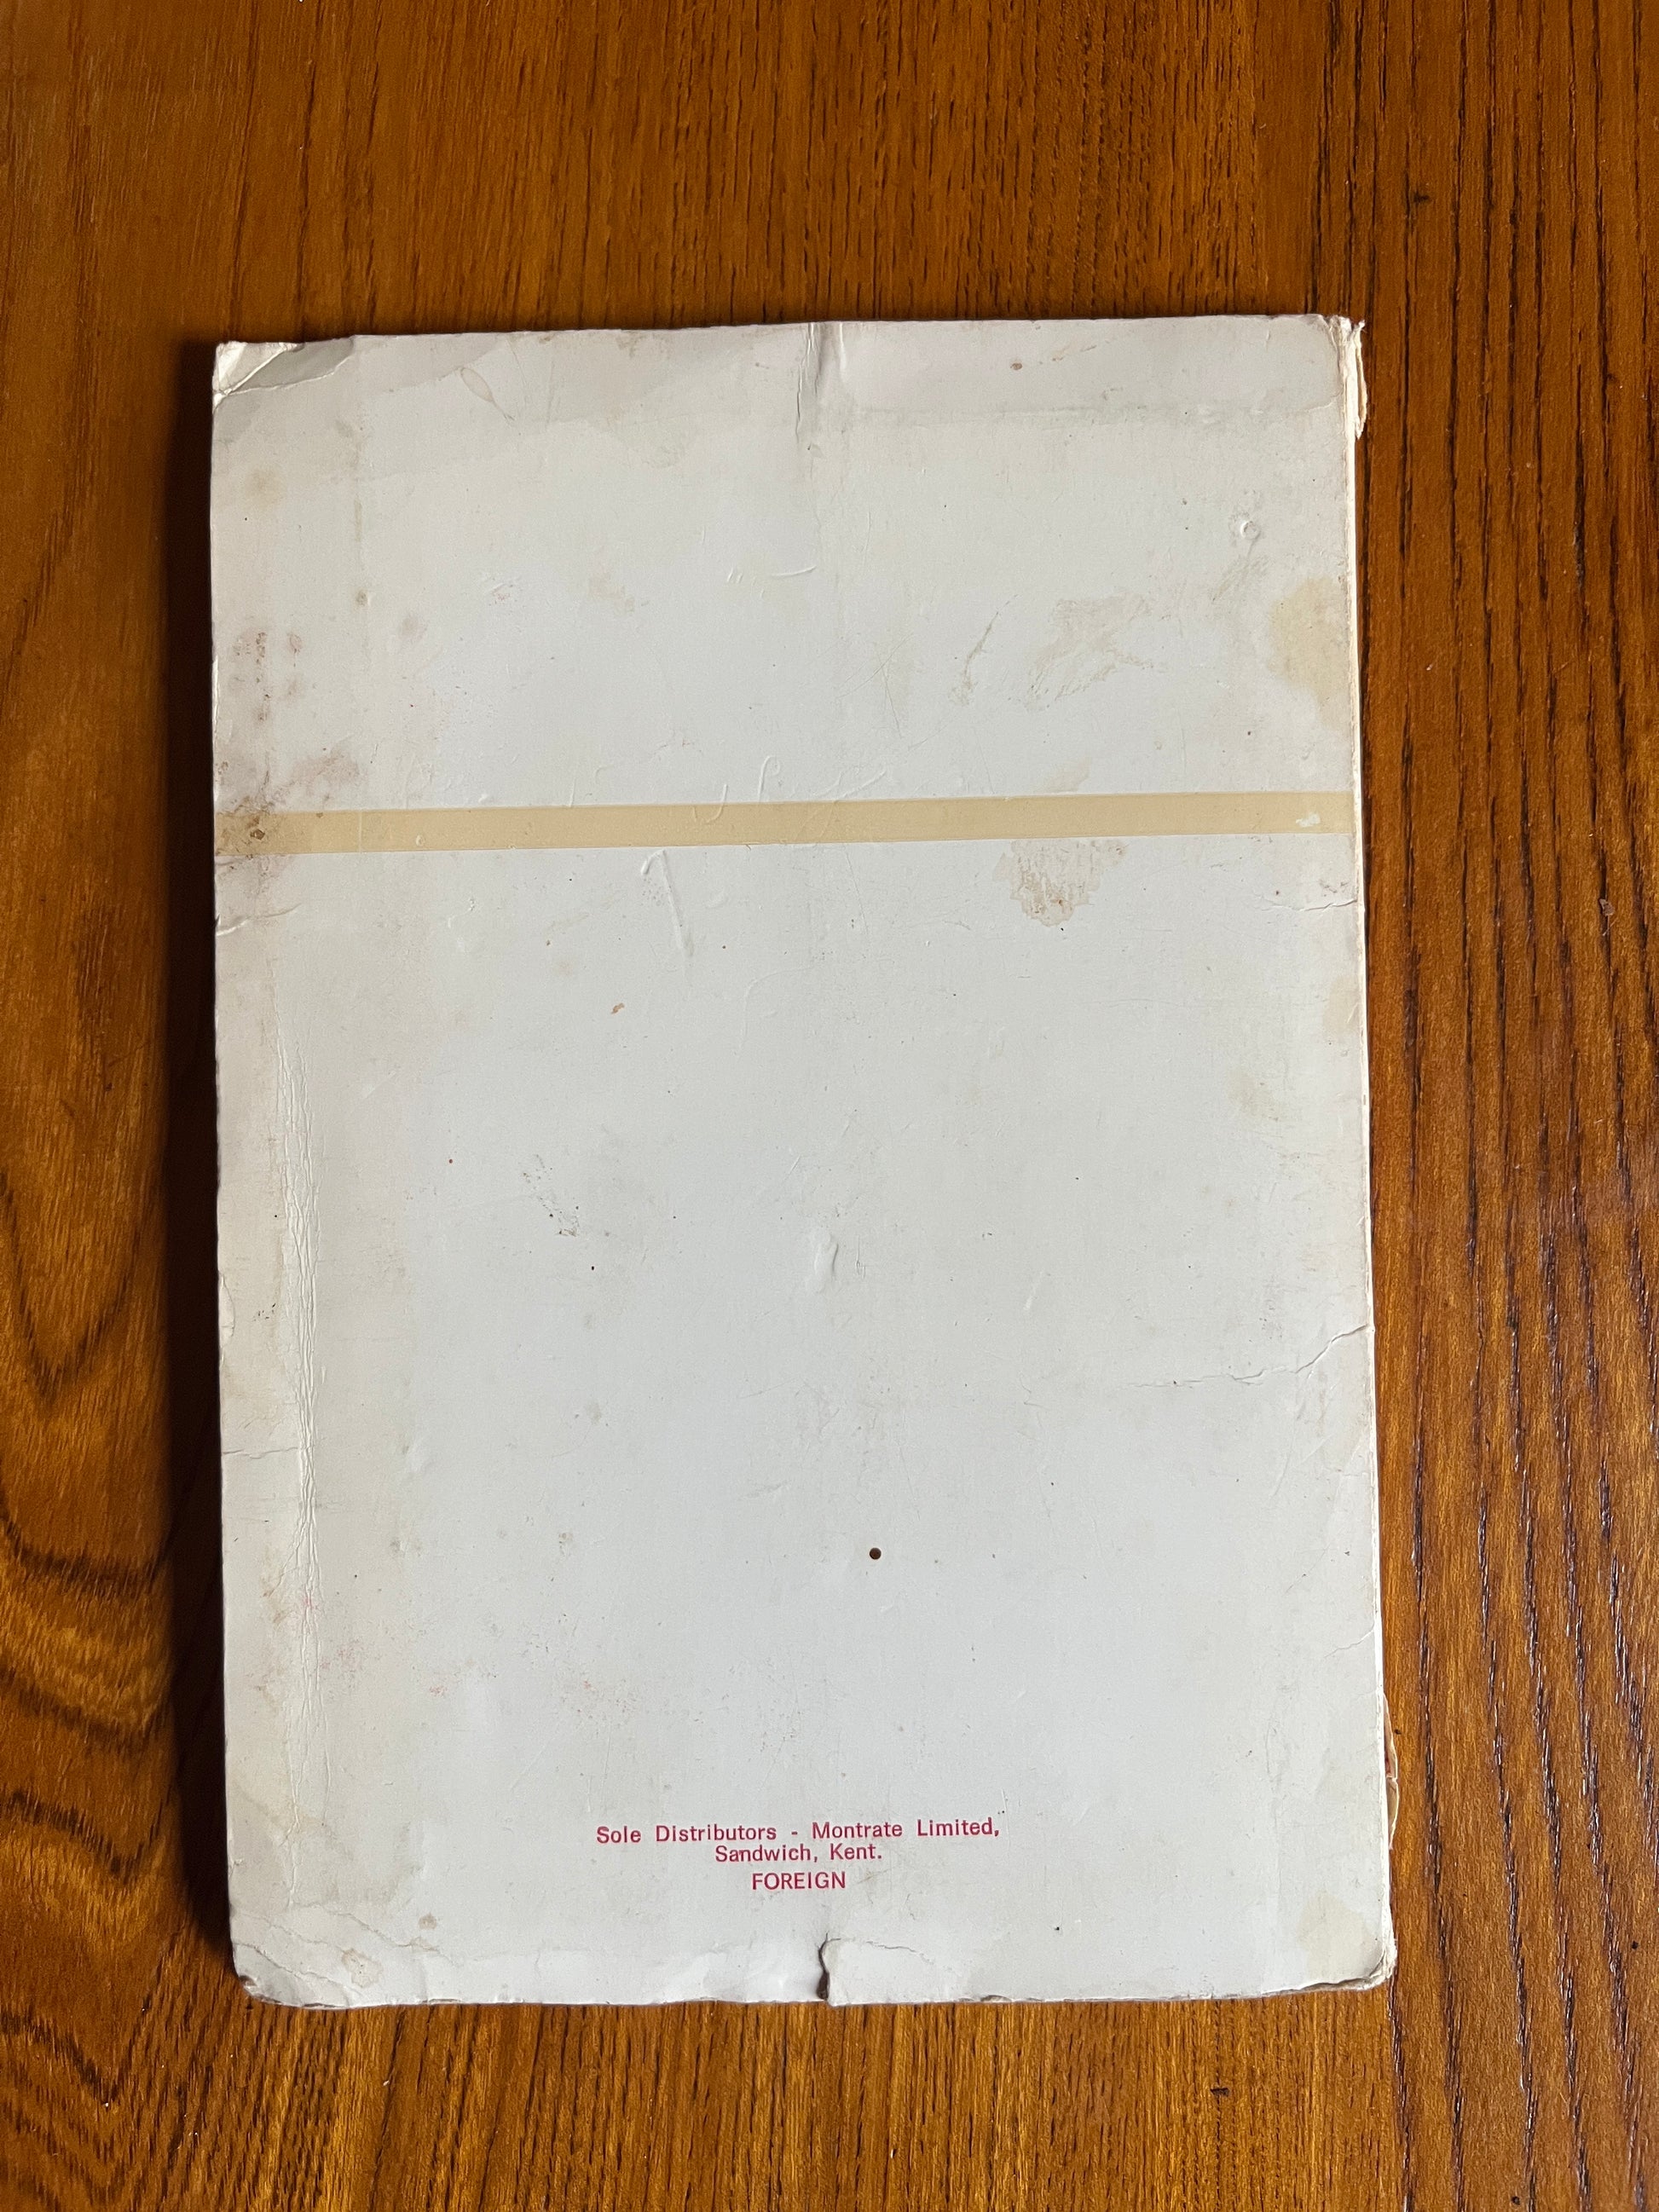 Sole Distributors - Montrate Limited,
Sandwich, Kent.
FOREIGN